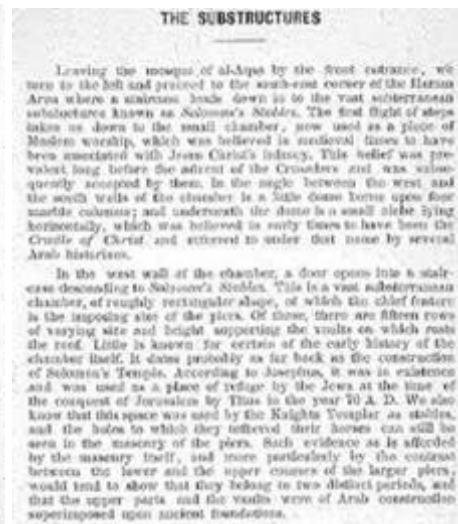 THE SUBSTRUCTURES
Leaving the mosque of al-Aqsa by the front entrance, we
turn to the left and proceed to the south-east corner of the Haram
Area where a staircase leads down to the vast subterranean
substructures known as Solomon's Stables. The first flight of steps
takes us down to the small chamber, now used as a place of
Moslem worship, which was believed in mediæval times to have
been associated with Jesus Christ's infancy. This belief was pre-
valent long before the advent of the Crusaders and was subse-
quently accepted by them. In the angle between the west and
the south walls of the chamber is a little dome borne upon four
marble columns; and underneath the dome is a small niche lying
horizontally, which was believed in early times to have been the
Cradle of Christ and referred to under that name by several
Arab historians.
In the west wall of the chamber, a door opens into a stair-
case descending to Solomon's Stables. This is a vast subterranean
chamber, of roughly rectangular shape, of which the chief feature
is the imposing size of the piers. Of these, there are fifteen rows
of varying size and height supporting the vaults on which rests
the roof. Little is known for certain of the early history of the
chamber itself. It dates probably as far back as the construction
of Solomon's Temple. According to Josephus, it was in existence
and was used as a place of refuge by the Jews at the time of
the conquest of Jerusalem by Titus in the year 70 A. D. We also
know that this space was used by the Knights Templar as stables,
and the holes to which they tethered their horses can still be
seen in the masonry of the piers. Such evidence as is afforded
by the masonry itself, and more particularly by the contrast
between the lower and the upper courses of the larger piers,
would tend to show that they belong to two distinct periods, and
that the upper parts and the vaults were of Arab construction
superimposed upon ancient foundations.